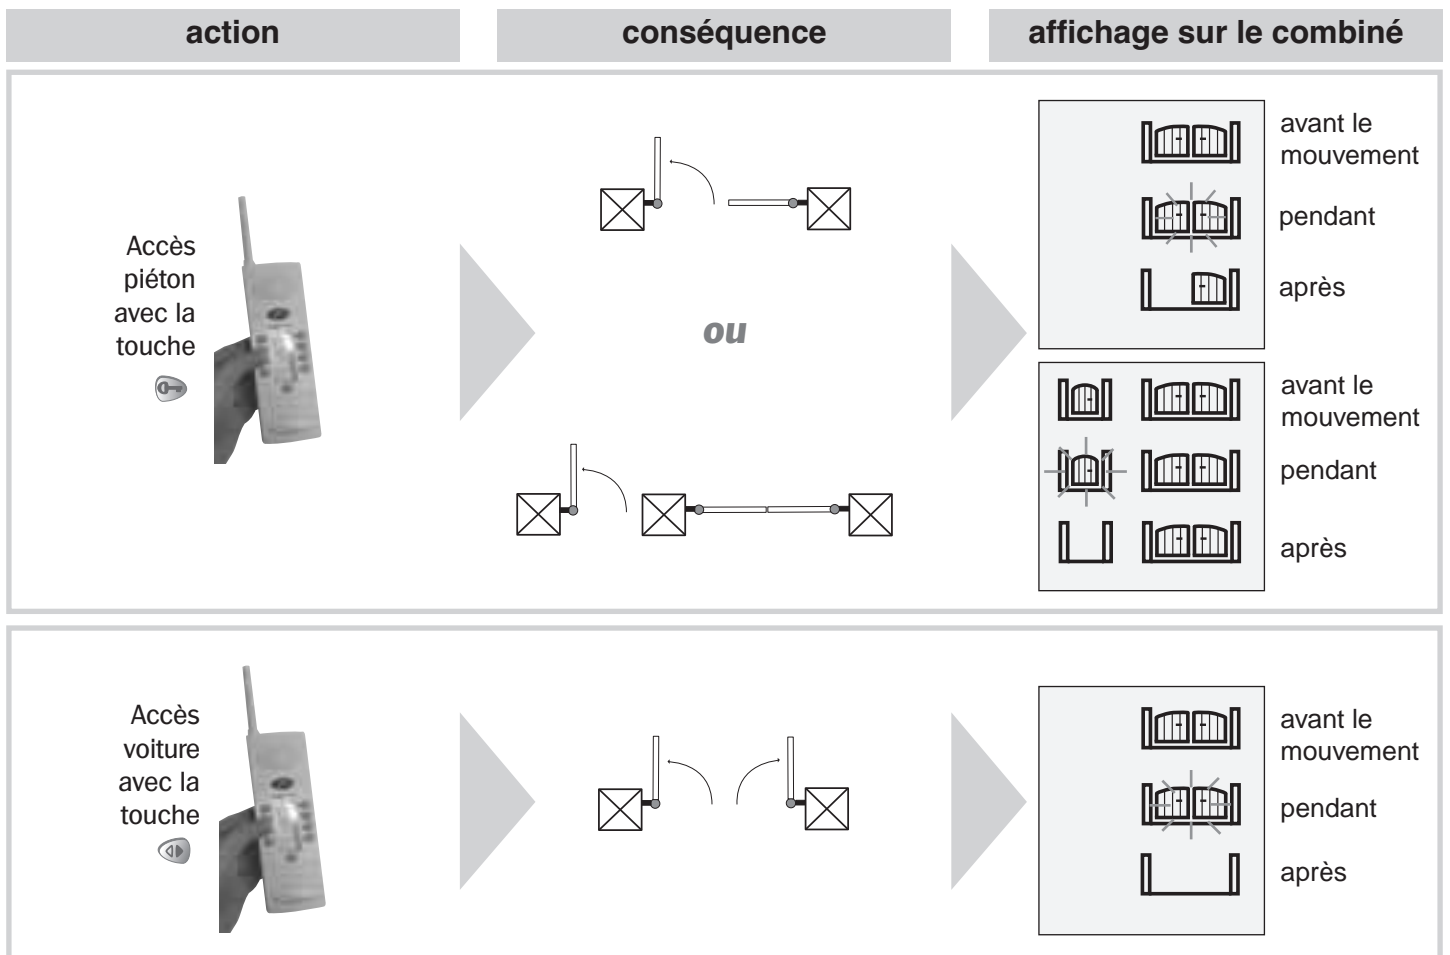 action
conséquence
affichage sur le combiné
Accès
piéton
avec la
touche
ou
avant le
mouvement
pendant
après
avant le
mouvement
pendant
après
Accès
voiture
avec la
touche
avant le
mouvement
pendant
après